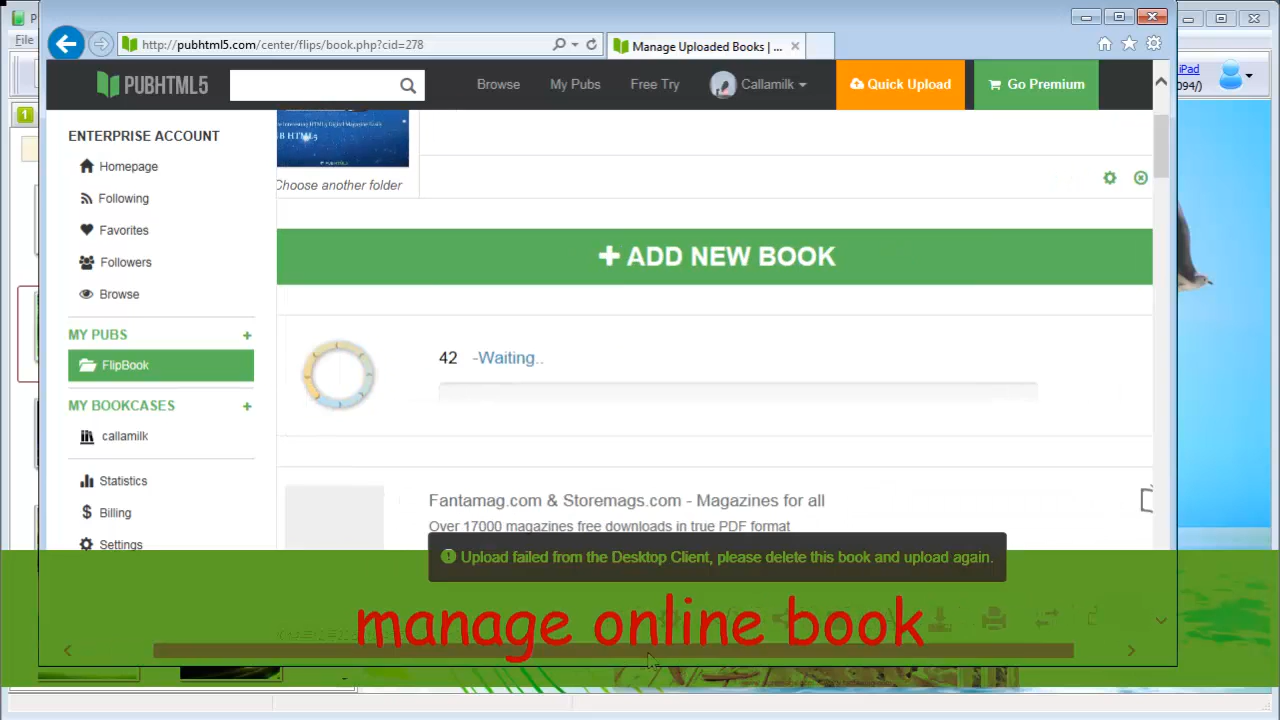 P
File
http://pubhtml5.com/center/flips/book.php?cid=278
Manage Uploaded Books | ...
iPad
094/)
1
PUBHTML5
Browse
My Pubs
Free Try
Callamilk
Quick Upload
Go Premium
ENTERPRISE ACCOUNT
Homepage
Following
Favorites
Followers
Browse
MY PUBS +
FlipBook
MY BOOKCASES +
callamilk
Statistics
Billing
Settings
Choose another folder
+ ADD NEW BOOK
42 -Waiting..
Fantamag.com & Storemags.com - Magazines for all
Over 17000 magazines free downloads in true PDF format
Upload failed from the Desktop Client, please delete this book and upload again.
manage online book